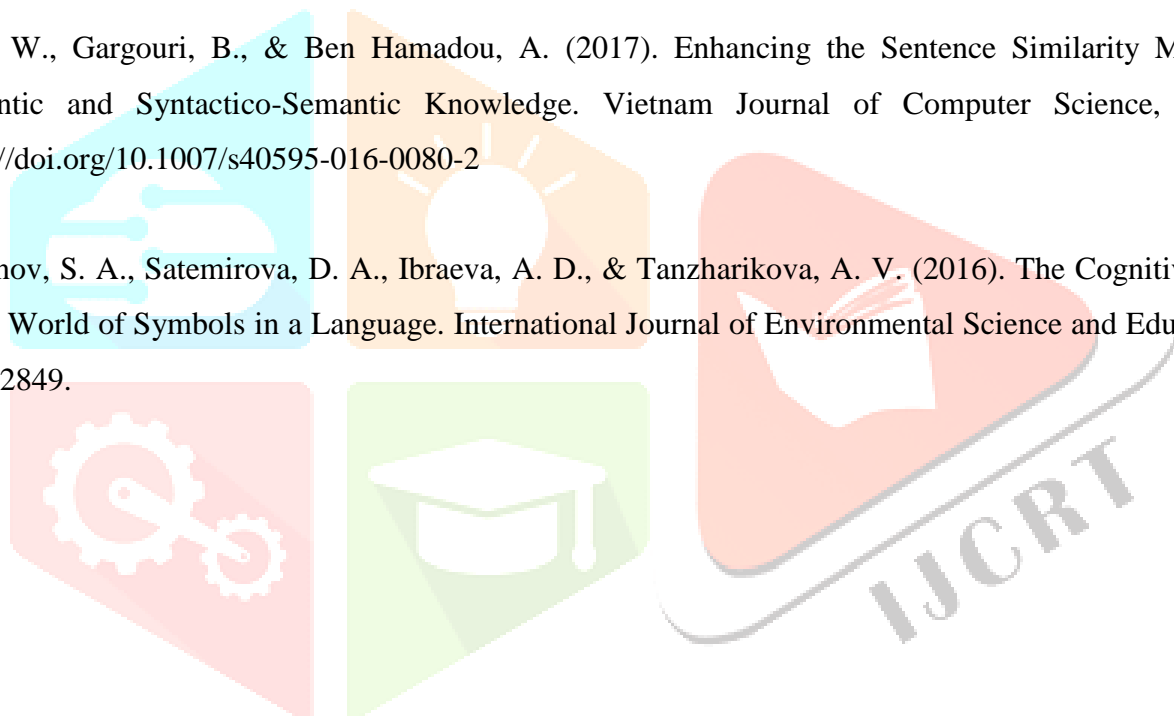 W., Gargouri, B., & Ben Hamadou, A. (2017). Enhancing the Sentence Similarity M
ntic and Syntactico-Semantic Knowledge. Vietnam Journal of Computer Science,
//doi.org/10.1007/s40595-016-0080-2
nov, S. A., Satemirova, D. A., Ibraeva, A. D., & Tanzharikova, A. V. (2016). The Cognitiv
World of Symbols in a Language. International Journal of Environmental Science and Edu
2849.
IJCRT